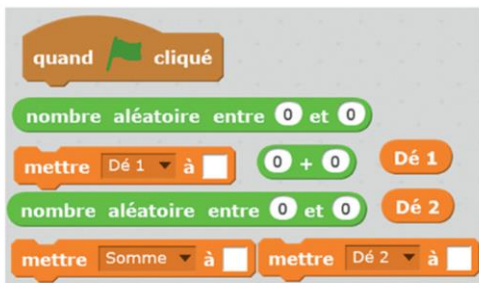 quand cliqué
nombre aléatoire entre 0 et 0
mettre Dé 1 à 0 + 0 Dé 1
nombre aléatoire entre 0 et 0 Dé 2
mettre Somme à mettre Dé 2 à